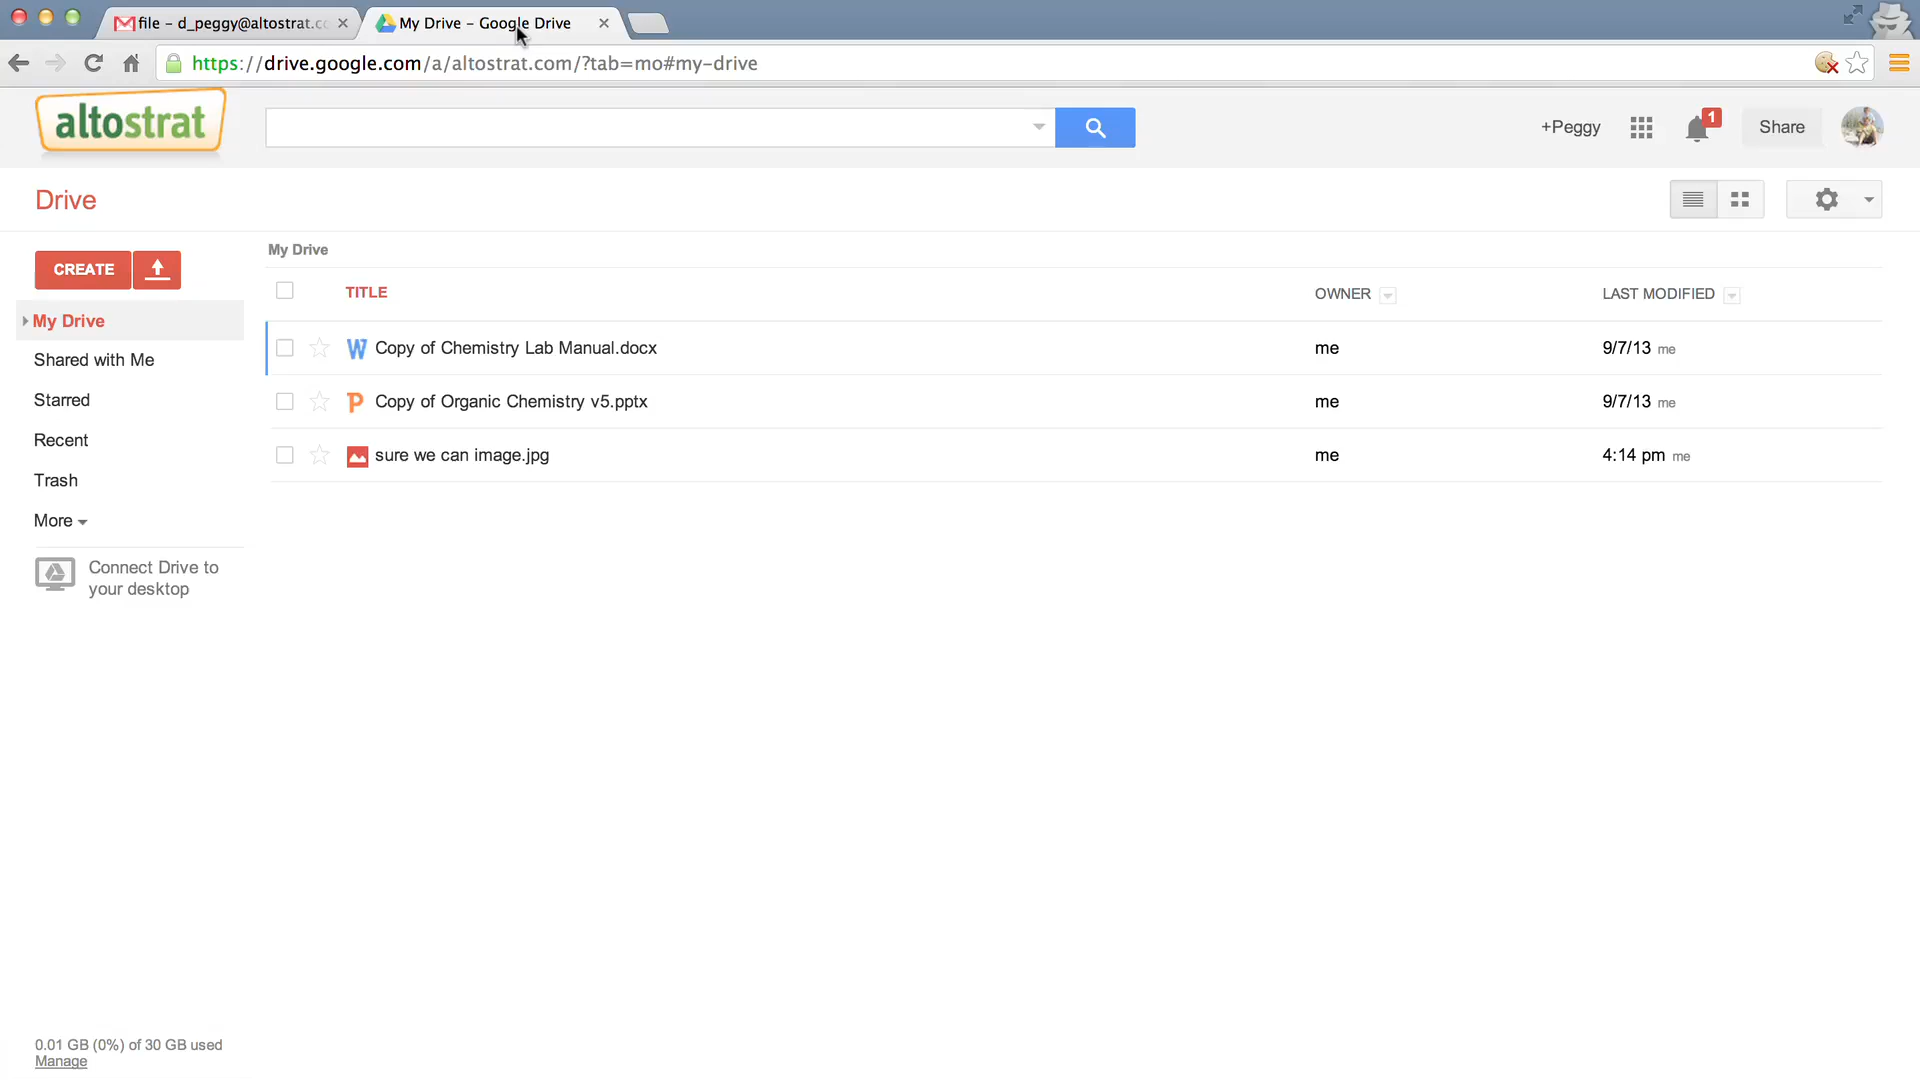 file – d_peggy@altostrat.co
My Drive – Google Drive
https://drive.google.com/a/altostrat.com/?tab=mo#my-drive
altostrat
+Peggy
1
Share
Drive
CREATE
My Drive
TITLE
OWNER
LAST MODIFIED
My Drive
Shared with Me
Starred
Recent
Trash
More
Connect Drive to
your desktop
W Copy of Chemistry Lab Manual.docx me 9/7/13 me
P Copy of Organic Chemistry v5.pptx me 9/7/13 me
sure we can image.jpg me 4:14 pm me
0.01 GB (0%) of 30 GB used
Manage